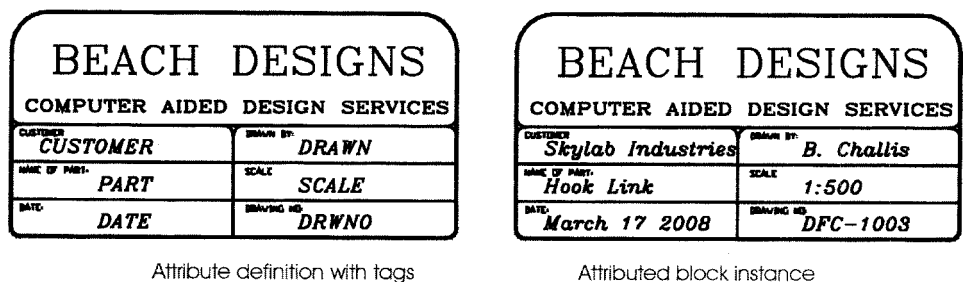 BEACH DESIGNS
COMPUTER AIDED DESIGN SERVICES
CUSTOMER DRAWN BY:
CUSTOMER DRAWN
NAME OF PART: SCALE
PART SCALE
DATE: DRAWING NO.
DATE DRWNO
Attribute definition with tags
BEACH DESIGNS
COMPUTER AIDED DESIGN SERVICES
CUSTOMER DRAWN BY:
Skylab Industries B. Challis
NAME OF PART: SCALE
Hook Link 1:500
DATE: DRAWING NO.
March 17 2008 DFC-1003
Attributed block instance